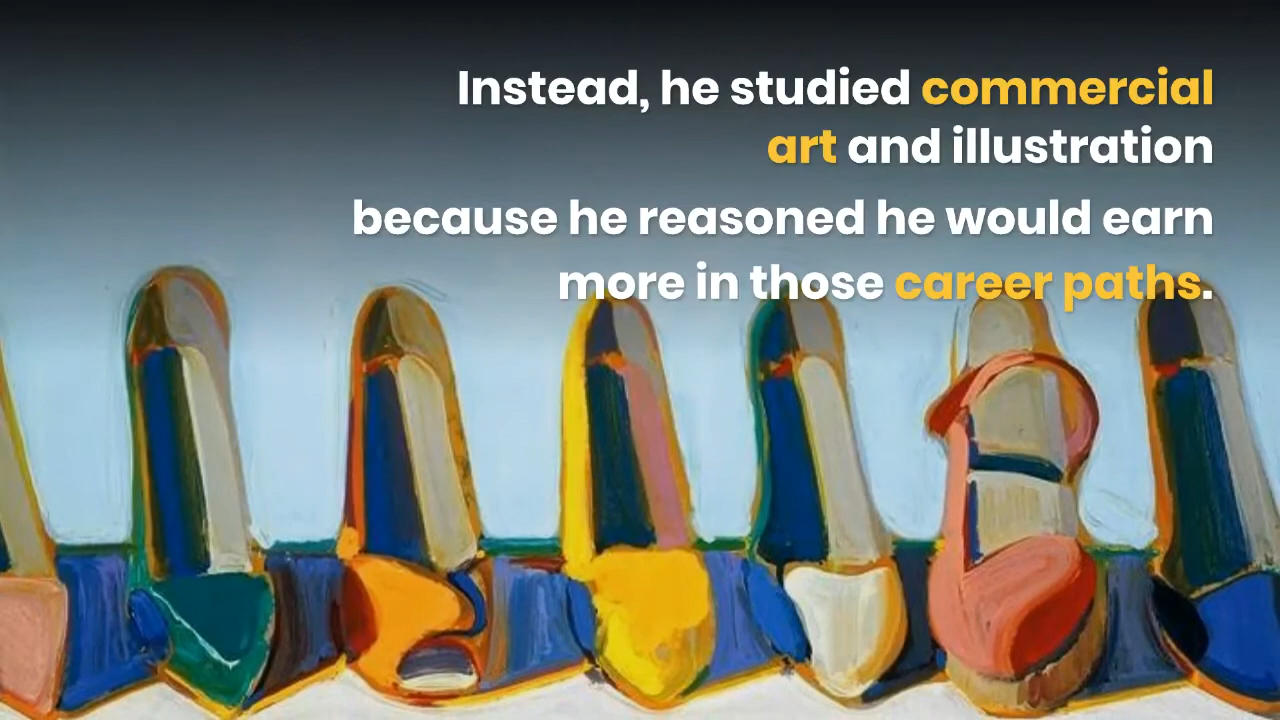 Instead, he studied commercial
art and illustration
because he reasoned he would earn
more in those career paths.